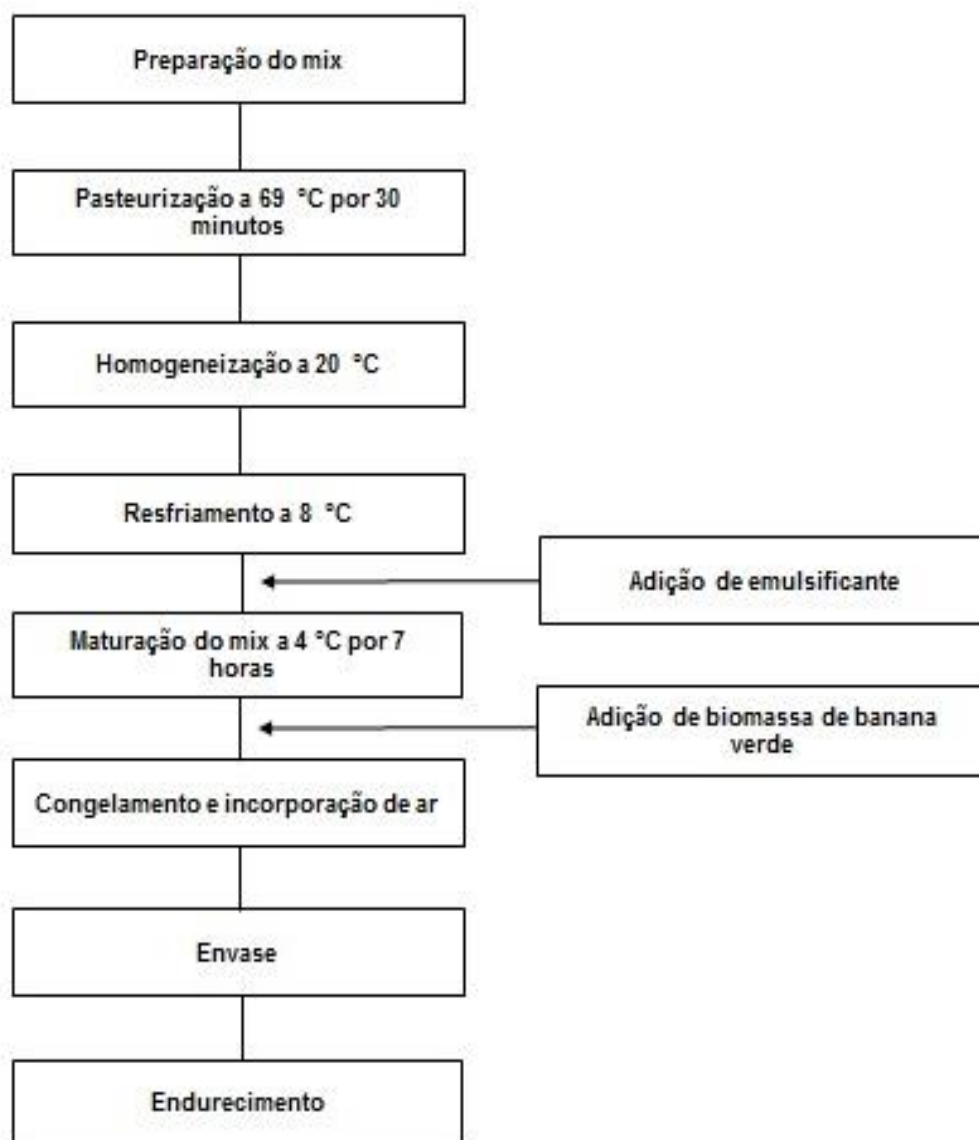 Preparação do mix
Pasteurização a 69 °C por 30
minutos
Homogeneização a 20 °C
Resfriamento a 8 °C
Adição de emulsificante
Maturação do mix a 4 °C por 7
horas
Adição de biomassa de banana
verde
Congelamento e incorporação de ar
Envase
Endurecimento